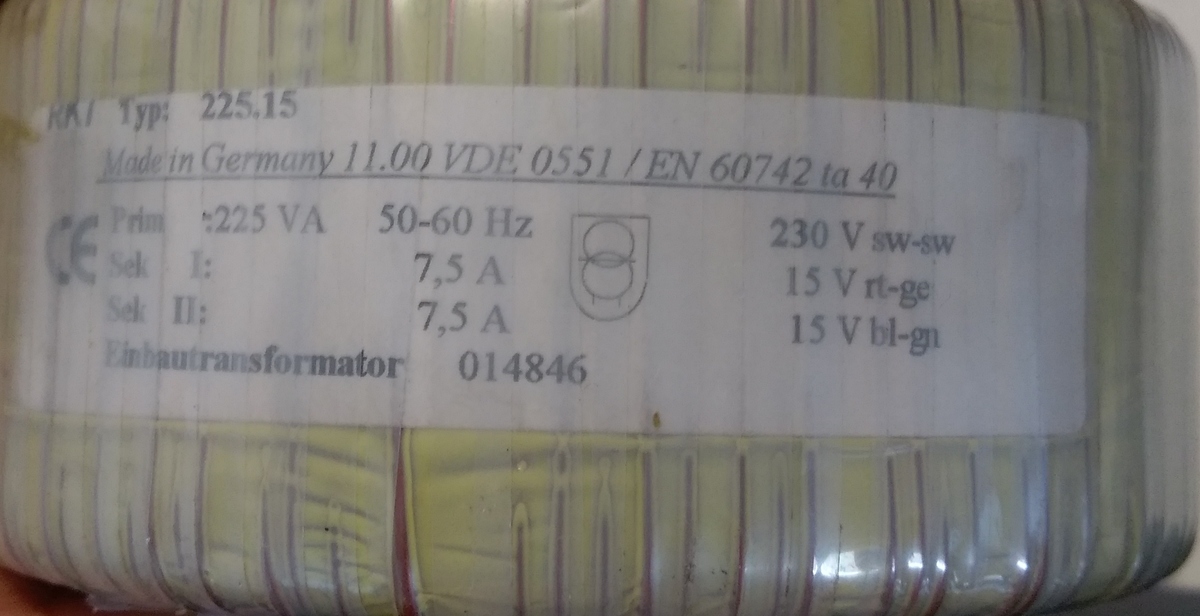 RKT Typ: 225.15
Made in Germany 11.00 VDE 0551 / EN 60742 ta 40
CE Prim :225 VA 50-60 Hz 230 V sw-sw
Sek I: 7,5 A 15 V rt-ge
Sek II: 7,5 A 15 V bl-gn
Einbautransformator 014846